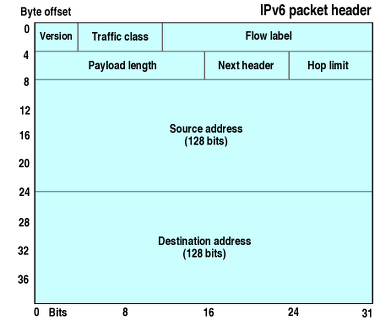 Byte offset
IPv6 packet header
0
Version
Traffic class
Flow label
4
Payload length
Next header
Hop limit
8
12
Source address
16
(128 bits)
20
24
28
Destination address
32
(128 bits)
36
0
Bits
8
16
24
31